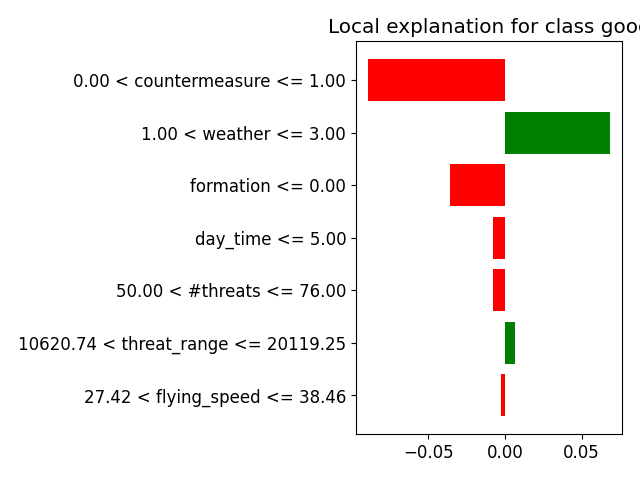 Local explanation for class goo
0.00 < countermeasure <= 1.00
1.00 < weather <= 3.00
formation <= 0.00
day_time <= 5.00
50.00 < #threats <= 76.00
10620.74 < threat_range <= 20119.25
27.42 < flying_speed <= 38.46
−0.05 0.00 0.05